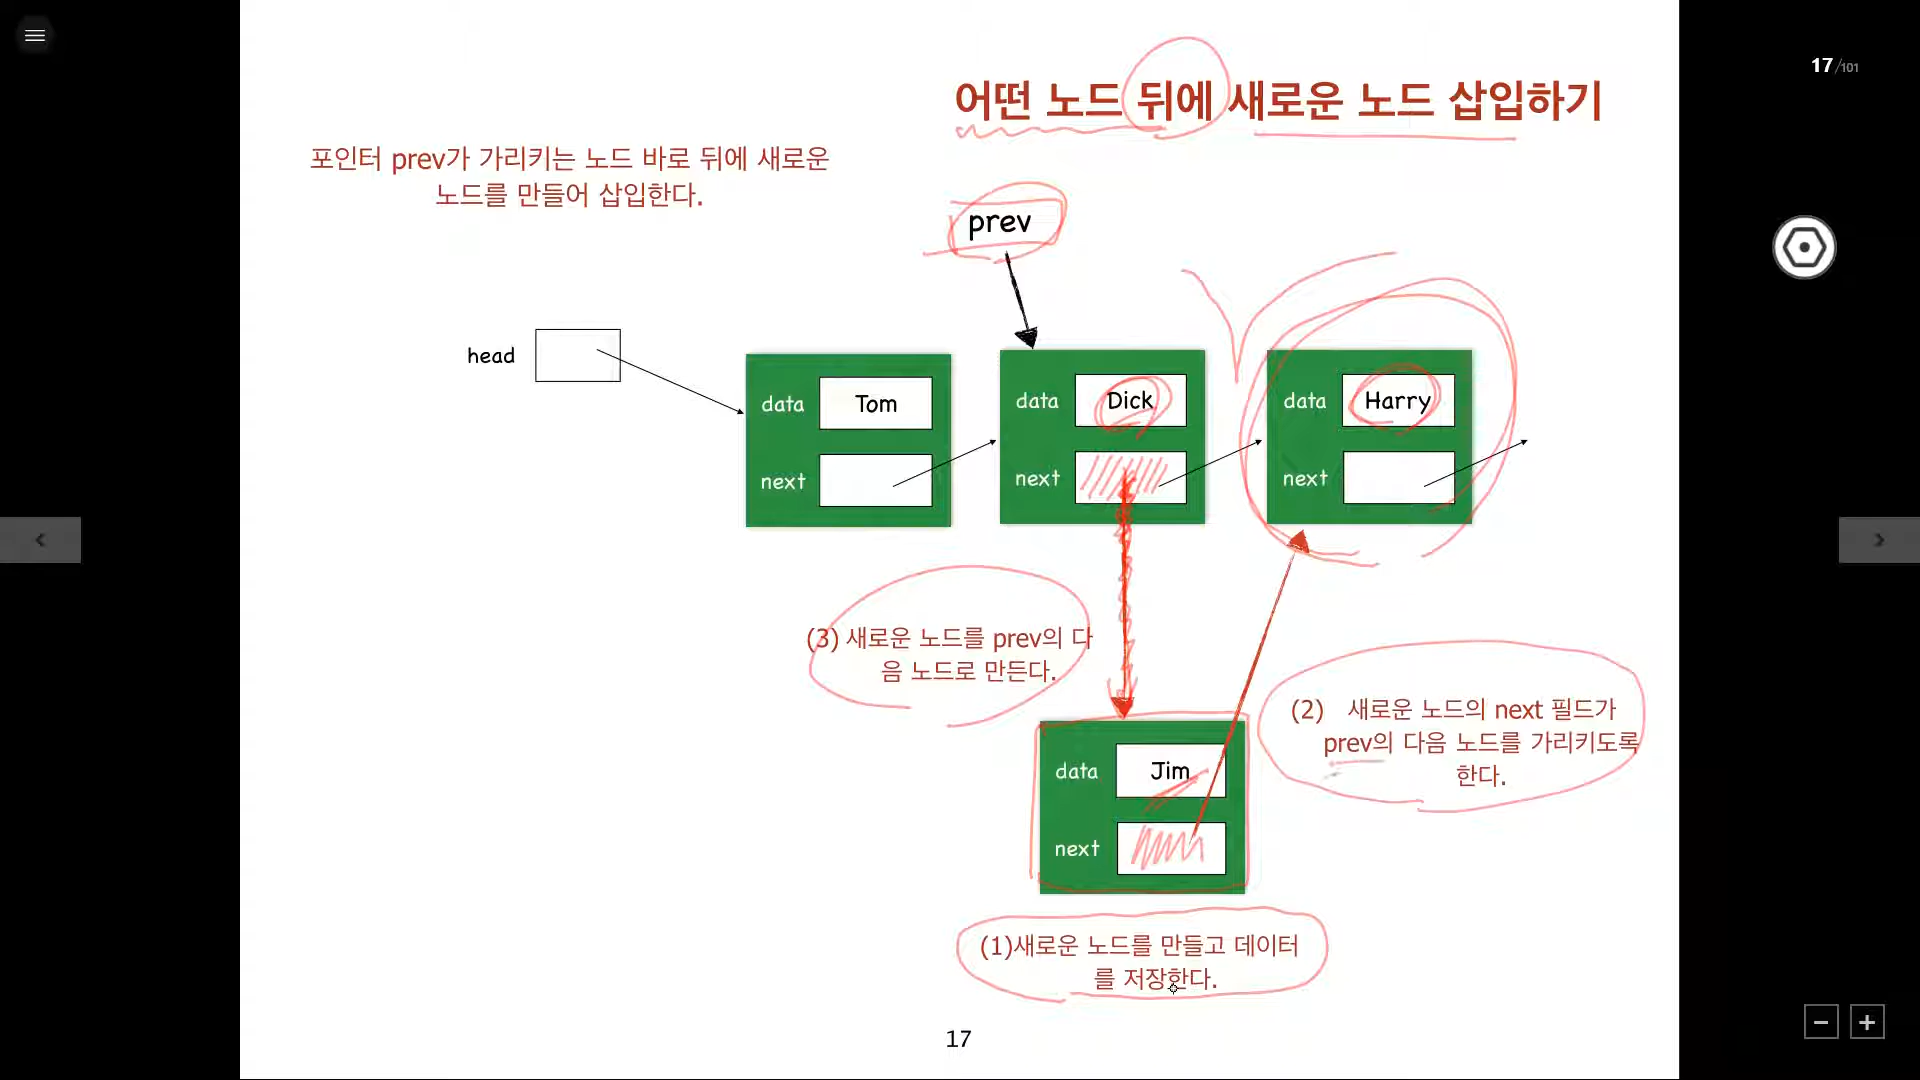 17/101
어떤 노드 뒤에 새로운 노드 삽입하기
포인터 prev가 가리키는 노드 바로 뒤에 새로운
노드를 만들어 삽입한다.
prev
head
data
Tom
next
data
Dick
next
data
Harry
next
(3) 새로운 노드를 prev의 다
음 노드로 만든다.
(2) 새로운 노드의 next 필드가
prev의 다음 노드를 가리키도록
한다.
data
Jim
next
(1)새로운 노드를 만들고 데이터
를 저장한다.
17